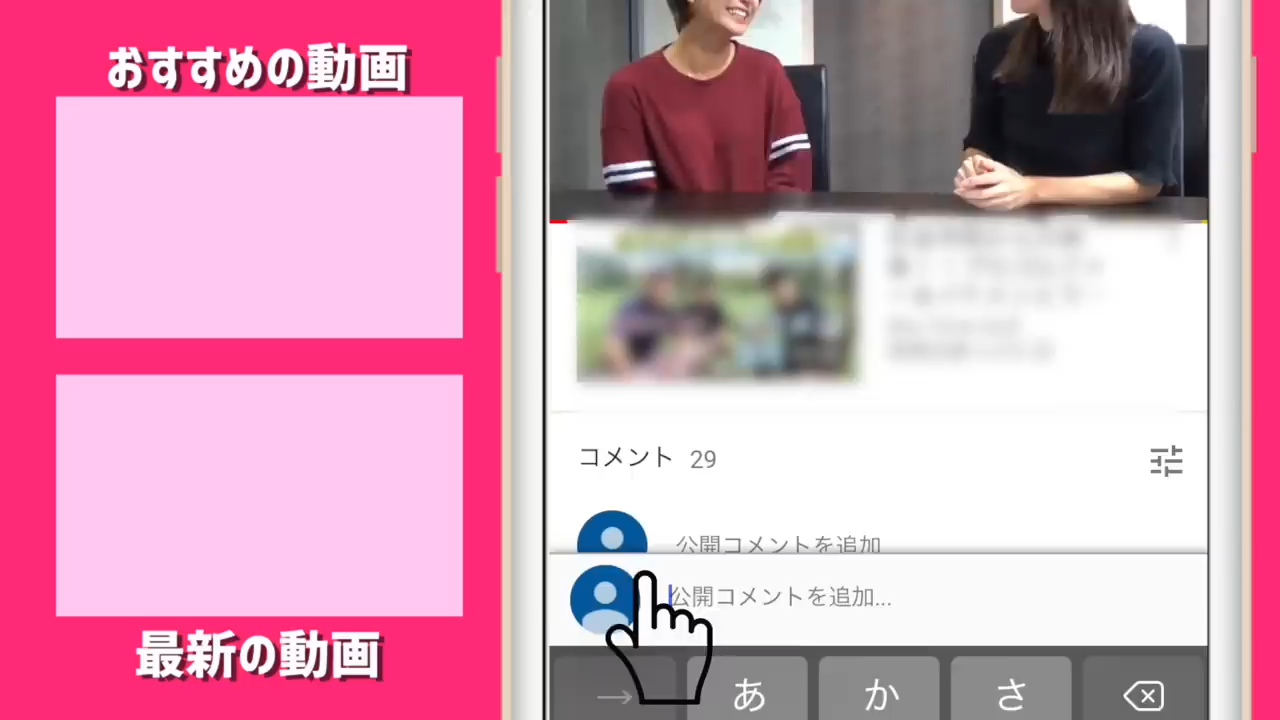 おすすめの動画
最新の動画
コメント 29
公開コメントを追加
公開コメントを追加...
→ あ か さ